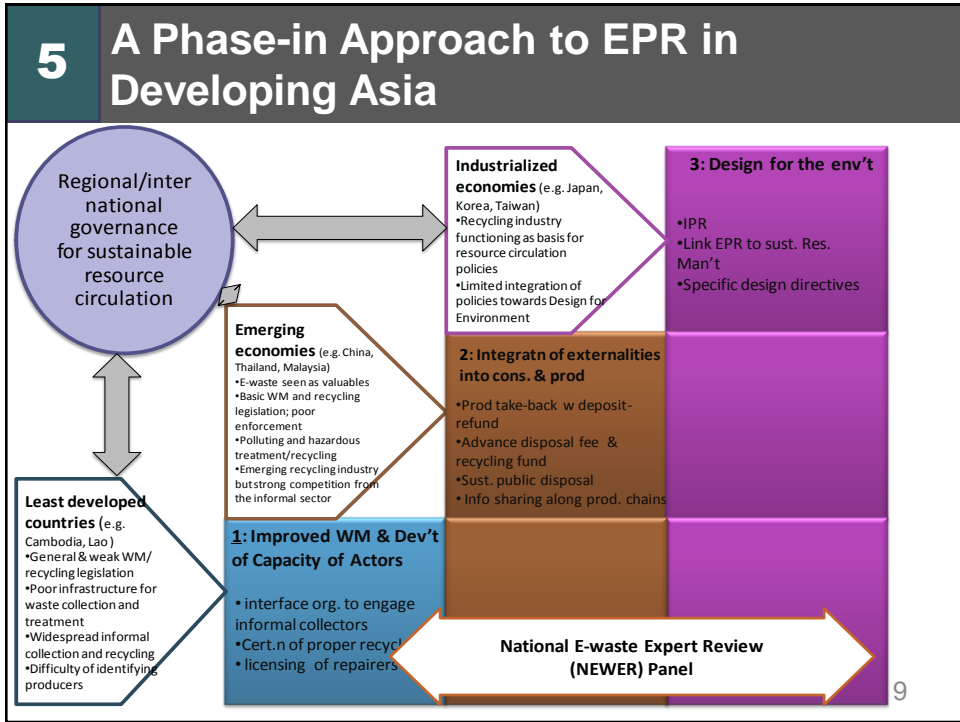 5
A Phase-in Approach to EPR in
Developing Asia
Regional/inter
national
governance
for sustainable
resource
circulation
Industrialized
economies (e.g. Japan,
Korea, Taiwan)
•Recycling industry
functioning as basis for
resource circulation
policies
•Limited integration of
policies towards Design for
Environment
3: Design for the env't
•IPR
•Link EPR to sust. Res.
Man't
•Specific design directives
Emerging
economies (e.g. China,
Thailand, Malaysia)
•E-waste seen as valuables
•Basic WM and recycling
legislation; poor
enforcement
•Polluting and hazardous
treatment/recycling
•Emerging recycling industry
but strong competition from
the informal sector
2: Integratn of externalities
into cons. & prod
•Prod take-back w deposit-
refund
•Advance disposal fee &
recycling fund
•Sust. public disposal
• Info sharing along prod. chains
Least developed
countries (e.g.
Cambodia, Lao )
•General & weak WM/
recycling legislation
•Poor infrastructure for
waste collection and
treatment
•Widespread informal
collection and recycling
•Difficulty of identifying
producers
1: Improved WM & Dev't
of Capacity of Actors
• interface org. to engage
informal collectors
•Cert.n of proper
• licensing of repairers
National E-waste Expert Review
(NEWER) Panel
9